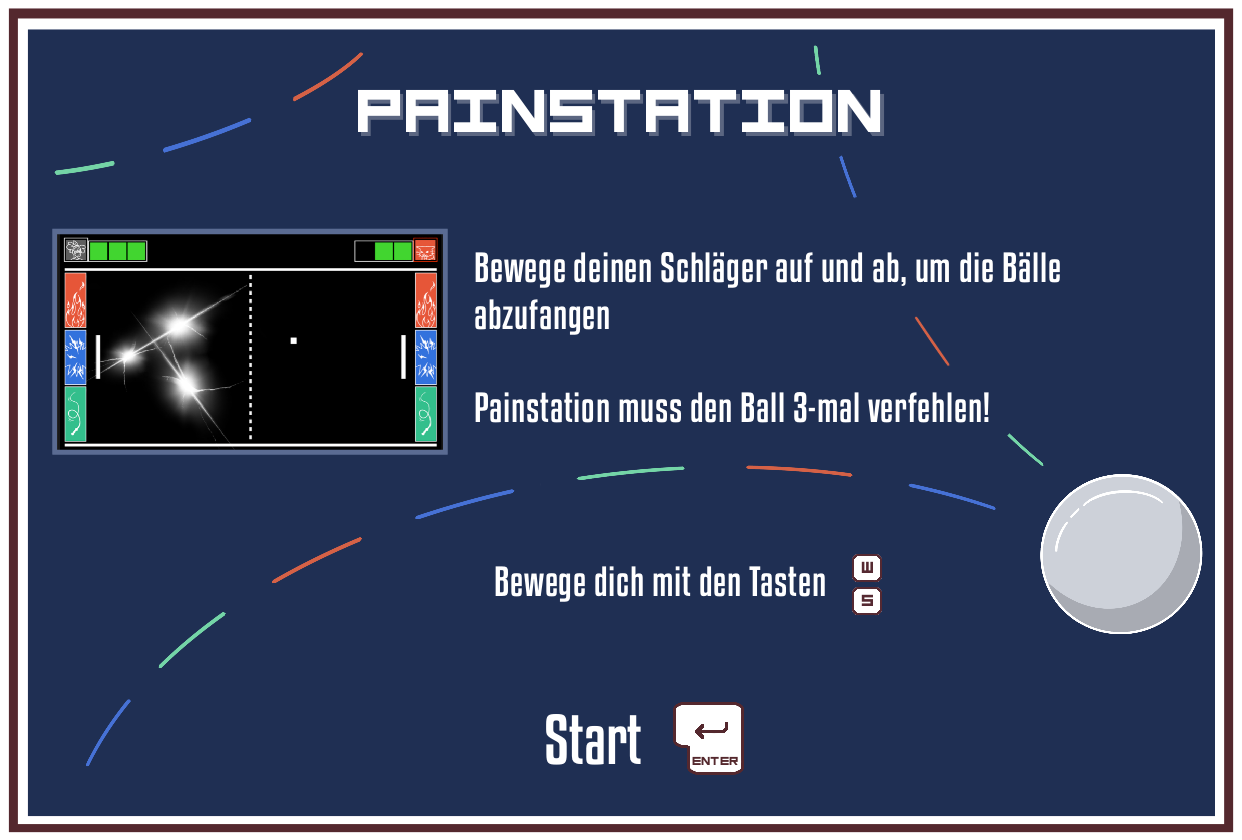 PAINSTATION
Bewege deinen Schläger auf und ab, um die Bälle
abzufangen
Painstation muss den Ball 3-mal verfehlen!
Bewege dich mit den Tasten
W
S
Start
ENTER